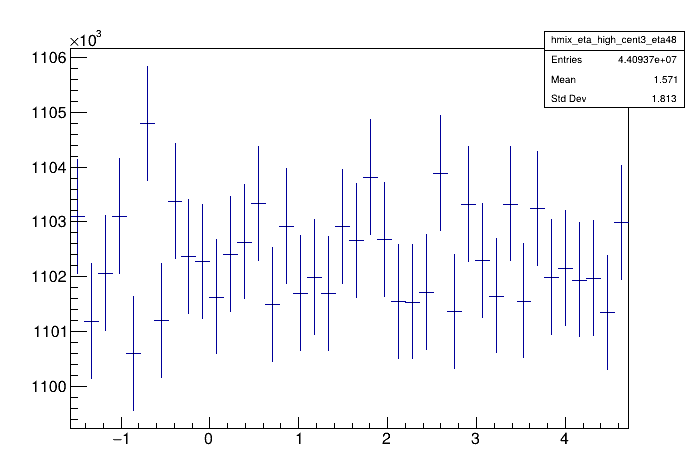 ×10³
hmix_eta_high_cent3_eta48
Entries 4.40937e+07
Mean 1.571
Std Dev 1.813
1106
1105
1104
1103
1102
1101
1100
−1 0 1 2 3 4